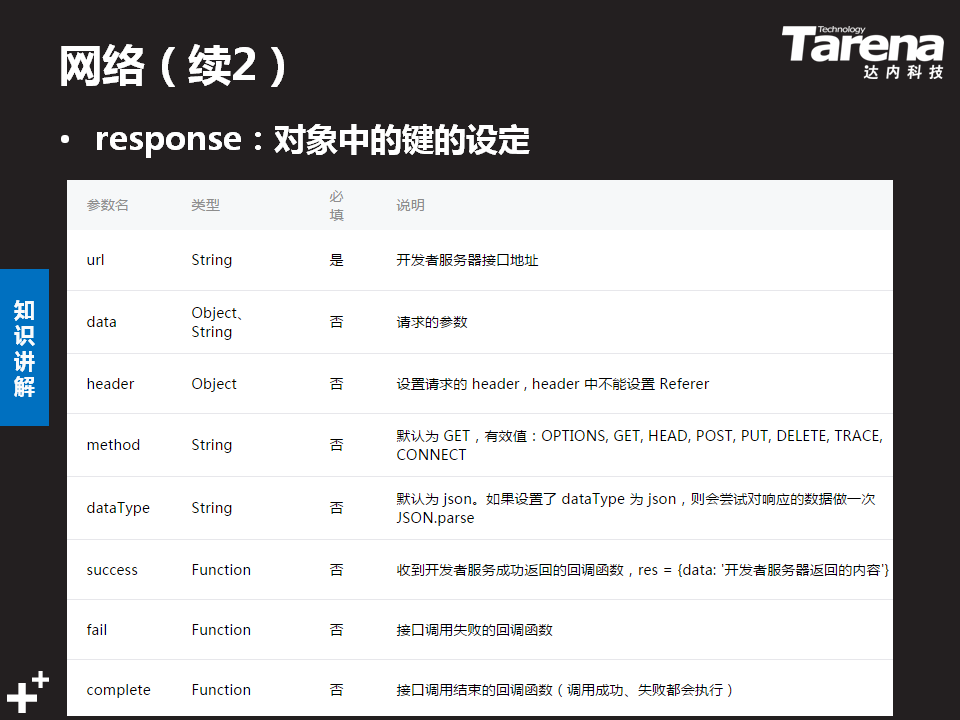 网络（续2）
Technology
Tarena
达内科技
• response：对象中的键的设定
参数名 类型 必填 说明
url String 是 开发者服务器接口地址
data Object、String 否 请求的参数
header Object 否 设置请求的 header，header 中不能设置 Referer
method String 否 默认为 GET，有效值：OPTIONS, GET, HEAD, POST, PUT, DELETE, TRACE, CONNECT
dataType String 否 默认为 json。如果设置了 dataType 为 json，则会尝试对响应的数据做一次 JSON.parse
success Function 否 收到开发者服务成功返回的回调函数，res = {data: '开发者服务器返回的内容'}
fail Function 否 接口调用失败的回调函数
complete Function 否 接口调用结束的回调函数（调用成功、失败都会执行）
知识讲解